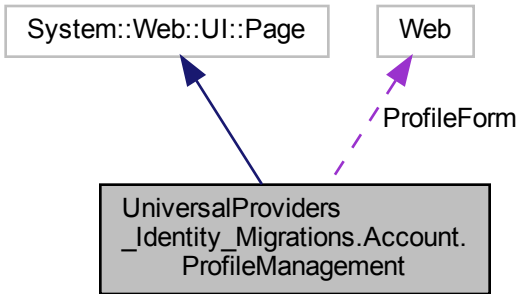 System::Web::UI::Page
Web
ProfileForm
UniversalProviders
_Identity_Migrations.Account.
ProfileManagement